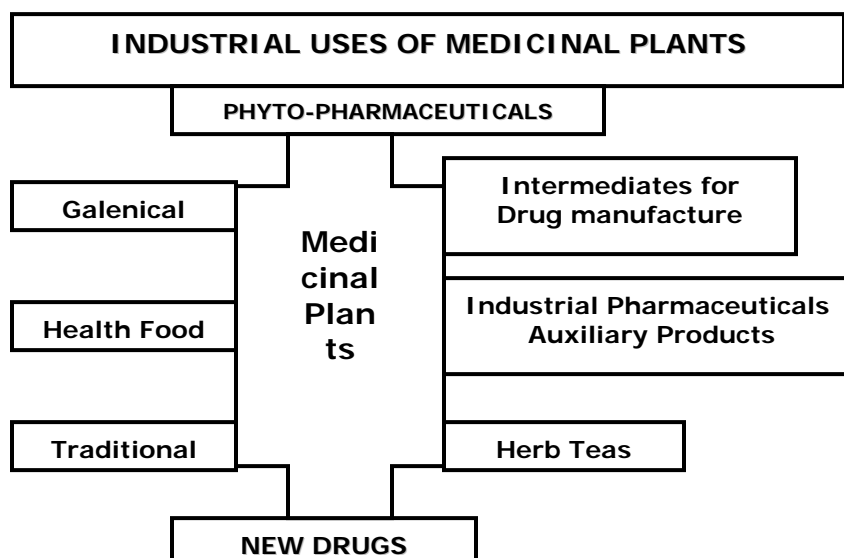 INDUSTRIAL USES OF MEDICINAL PLANTS
PHYTO-PHARMACEUTICALS
Galenical
Intermediates for
Drug manufacture
Medi
cinal
Plan
ts
Health Food
Industrial Pharmaceuticals
Auxiliary Products
Traditional
Herb Teas
NEW DRUGS